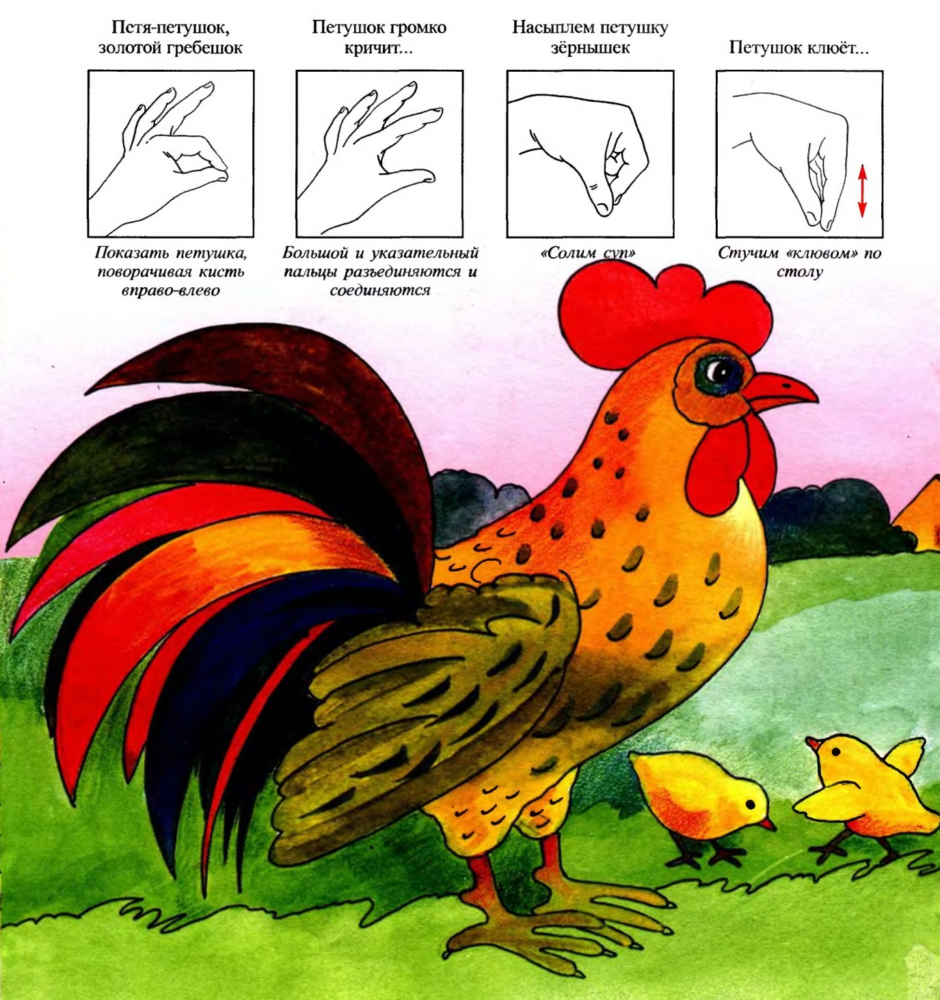 Петя-петушок,
золотой гребешок
Петушок громко
кричит...
Насыплем петушку
зёрнышек
Петушок клюёт...
Показать петушка,
поворачивая кисть
вправо-влево
Большой и указательный
пальцы разъединяются и
соединяются
«Солим суп»
Стучим «клювом» по
столу